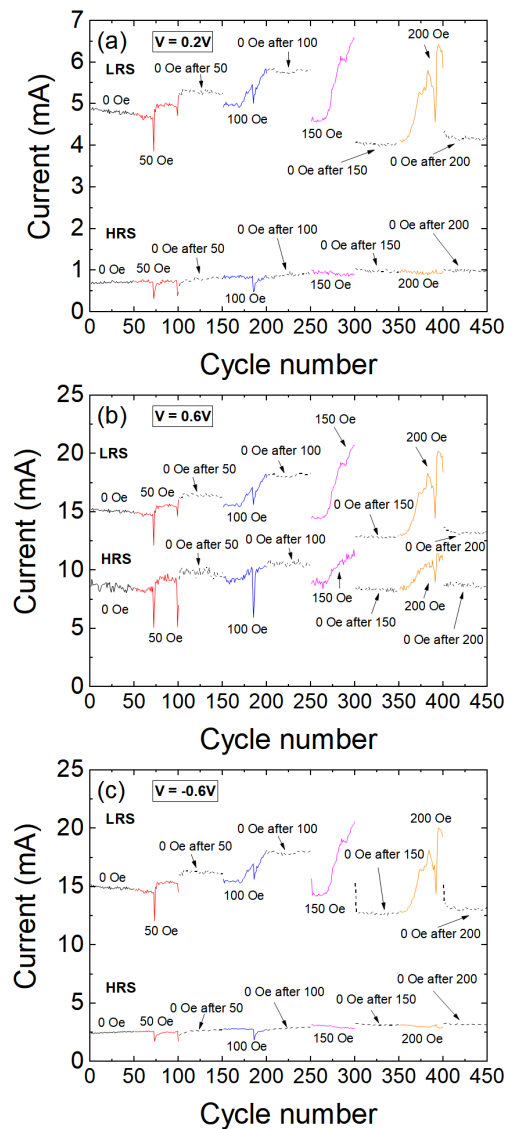 (a)
V = 0.2V
200 Oe
0 Oe after 100
0 Oe after 50
LRS
0 Oe
50 Oe
100 Oe
150 Oe
0 Oe after 150
0 Oe after 200
HRS
0 Oe
50 Oe
0 Oe after 50
0 Oe after 100
0 Oe after 150
0 Oe after 200
100 Oe
150 Oe
200 Oe
7
6
5
4
3
2
1
0
Current (mA)
0 50 100 150 200 250 300 350 400 450
Cycle number
(b)
V = 0.6V
150 Oe
200 Oe
0 Oe after 100
0 Oe after 50
LRS
0 Oe
50 Oe
100 Oe
0 Oe after 150
0 Oe after 200
HRS
0 Oe after 50
0 Oe after 100
0 Oe
50 Oe
100 Oe
150 Oe
0 Oe after 150
200 Oe
0 Oe after 200
25
20
15
10
5
0
Current (mA)
0 50 100 150 200 250 300 350 400 450
Cycle number
(c)
V = -0.6V
LRS
200 Oe
0 Oe after 100
0 Oe after 50
0 Oe
50 Oe
100 Oe
150 Oe
0 Oe after 150
0 Oe after 200
HRS
0 Oe
50 Oe
0 Oe after 50
0 Oe after 100
0 Oe after 150
0 Oe after 200
100 Oe
150 Oe
200 Oe
25
20
15
10
5
0
Current (mA)
0 50 100 150 200 250 300 350 400 450
Cycle number